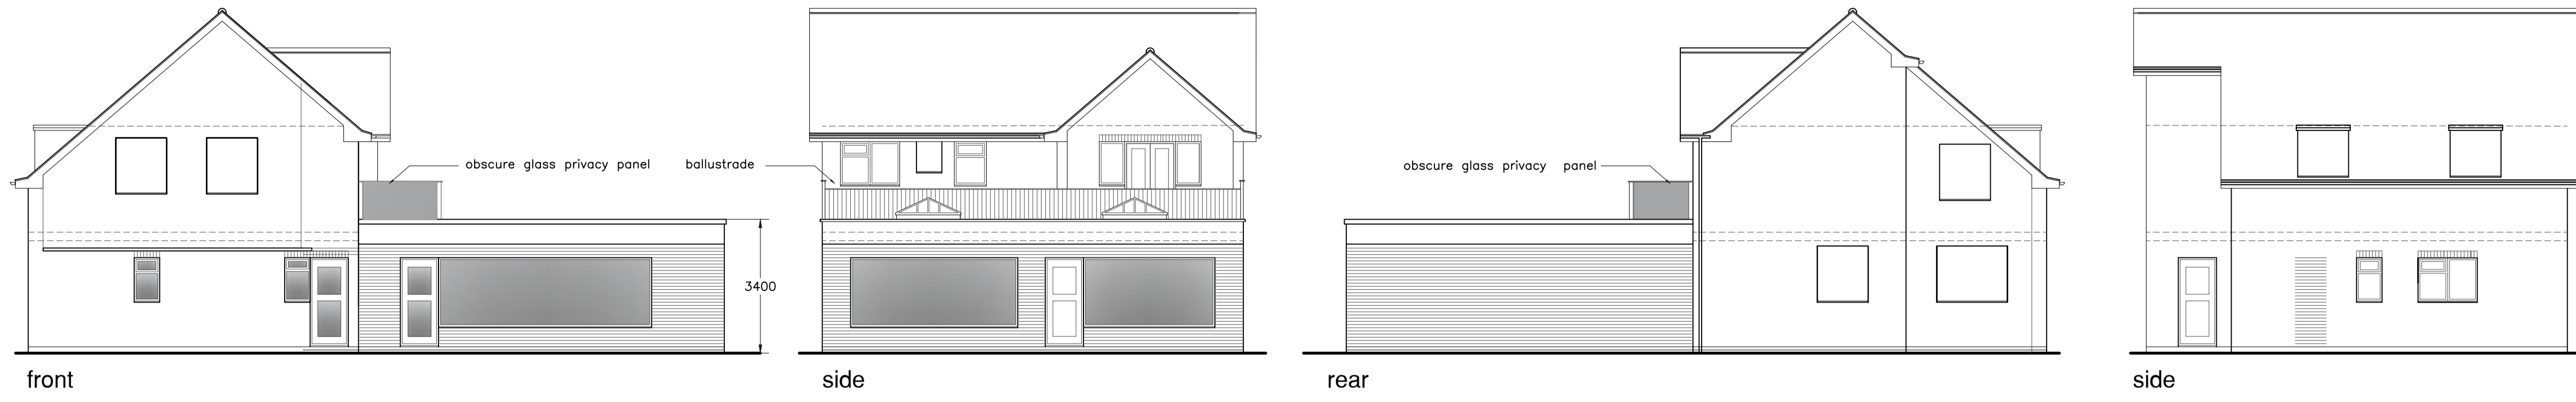 obscure glass privacy panel
ballustrade
obscure glass privacy panel
3400
front
side
rear
side